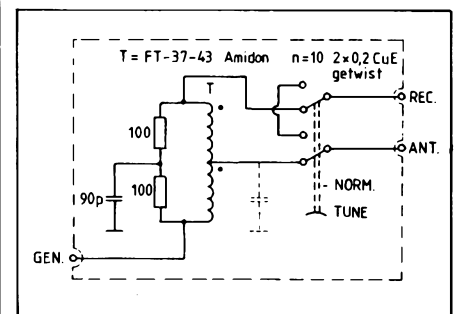 T = FT-37-43 Amidon n=10 2×0,2 CuE
getwist
T
REC.
100
ANT.
100
90p
- NORM.
TUNE
GEN.